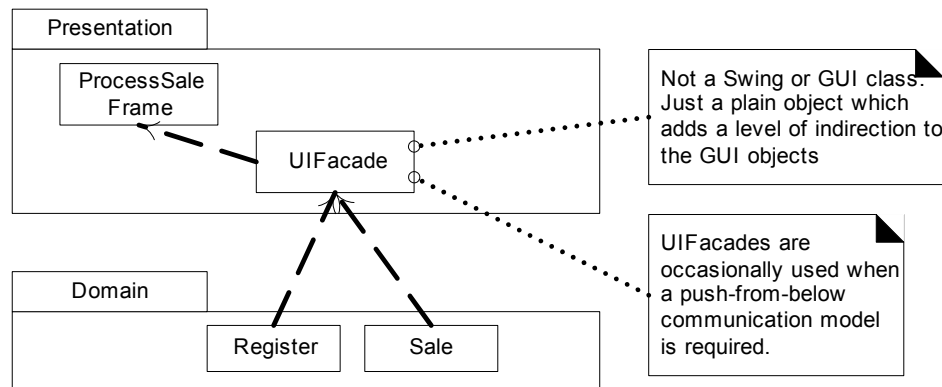 Presentation
ProcessSale
Frame
UIFacade
Not a Swing or GUI class.
Just a plain object which
adds a level of indirection to
the GUI objects
UIFacades are
occasionally used when
a push-from-below
communication model
is required.
Domain
Register
Sale